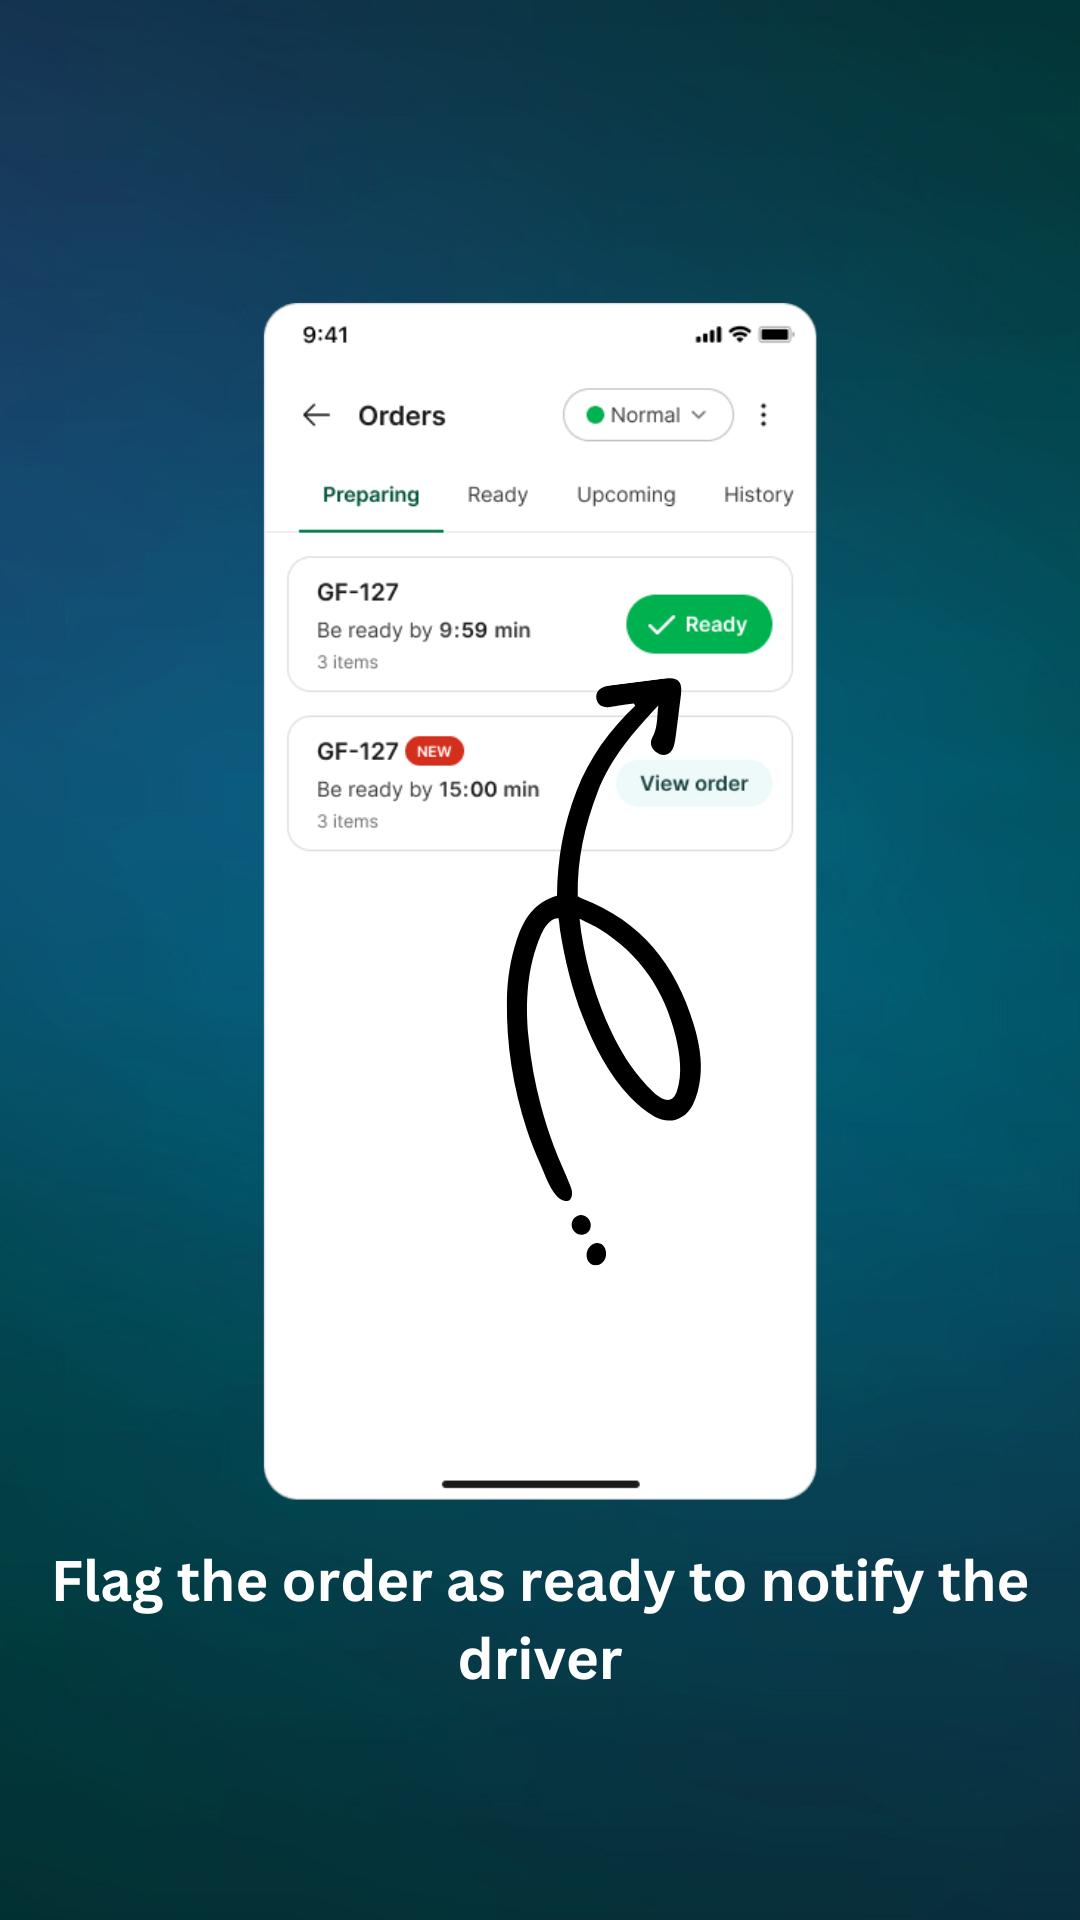 9:41
Orders
Normal
Preparing Ready Upcoming History
GF-127
Be ready by 9:59 min
3 items
Ready
GF-127 NEW
Be ready by 15:00 min
3 items
View order
Flag the order as ready to notify the
driver